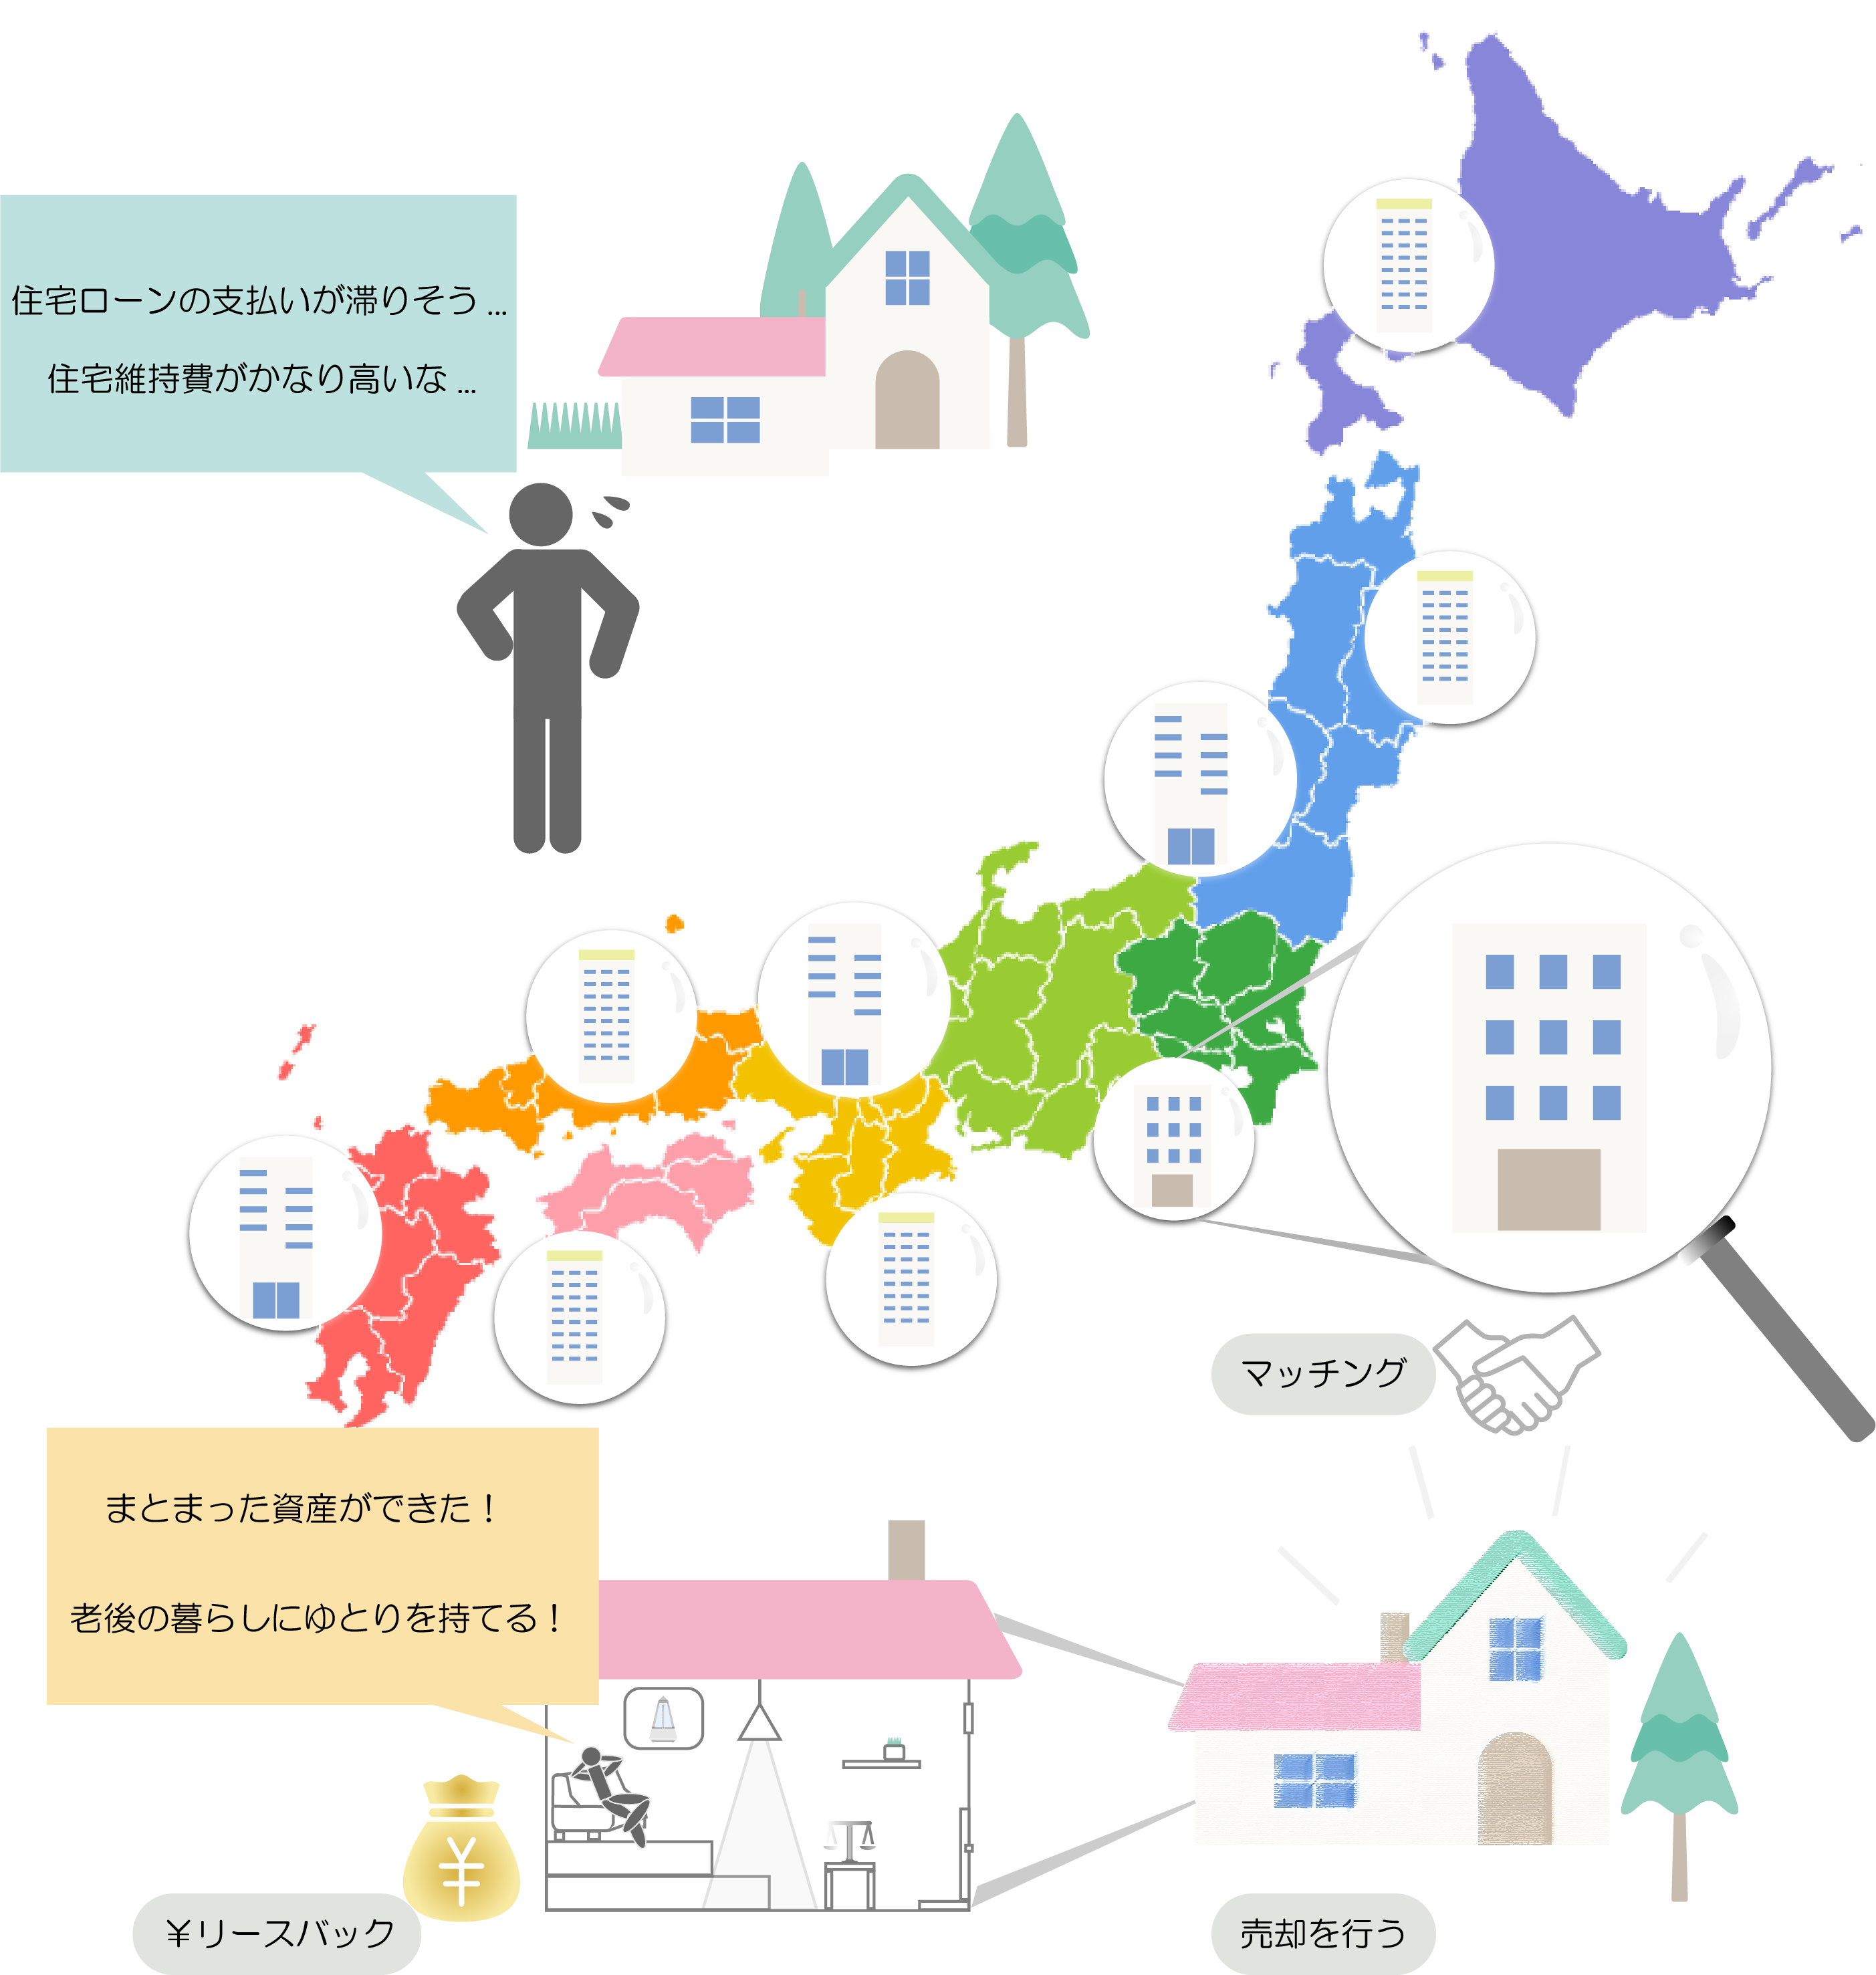 住宅ローンの支払いが滞りそう...
住宅維持費がかなり高いな...
マッチング
まとまった資産ができた！
老後の暮らしにゆとりを持てる！
¥
￥リースバック
売却を行う